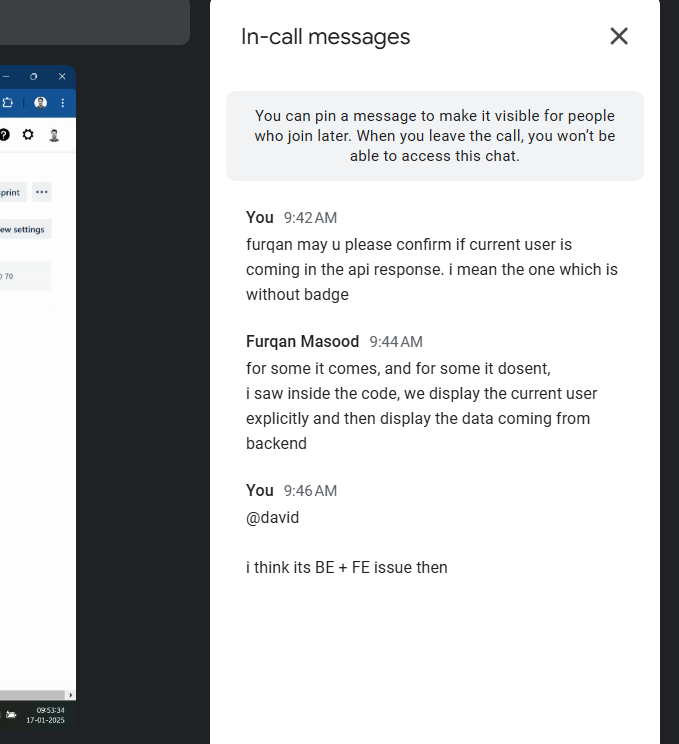 In-call messages
You can pin a message to make it visible for people
who join later. When you leave the call, you won't be
able to access this chat.
You 9:42 AM
furqan may u please confirm if current user is
coming in the api response. i mean the one which is
without badge
Furqan Masood 9:44 AM
for some it comes, and for some it dosent,
i saw inside the code, we display the current user
explicitly and then display the data coming from
backend
You 9:46 AM
@david
i think its BE + FE issue then
settings
70
09:53:34
17-01-2025